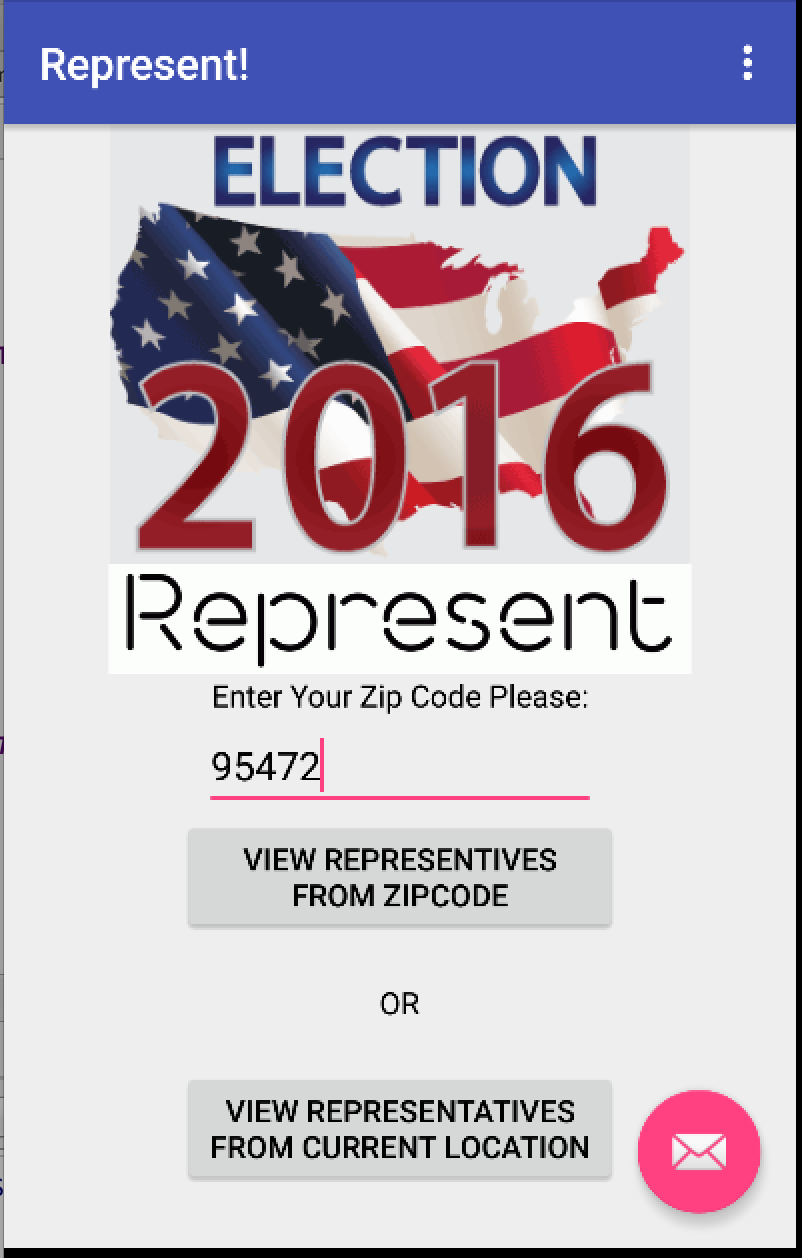 Represent!
ELECTION
2016
Represent
Enter Your Zip Code Please:
95472
VIEW REPRESENTIVES
FROM ZIPCODE
OR
VIEW REPRESENTATIVES
FROM CURRENT LOCATION